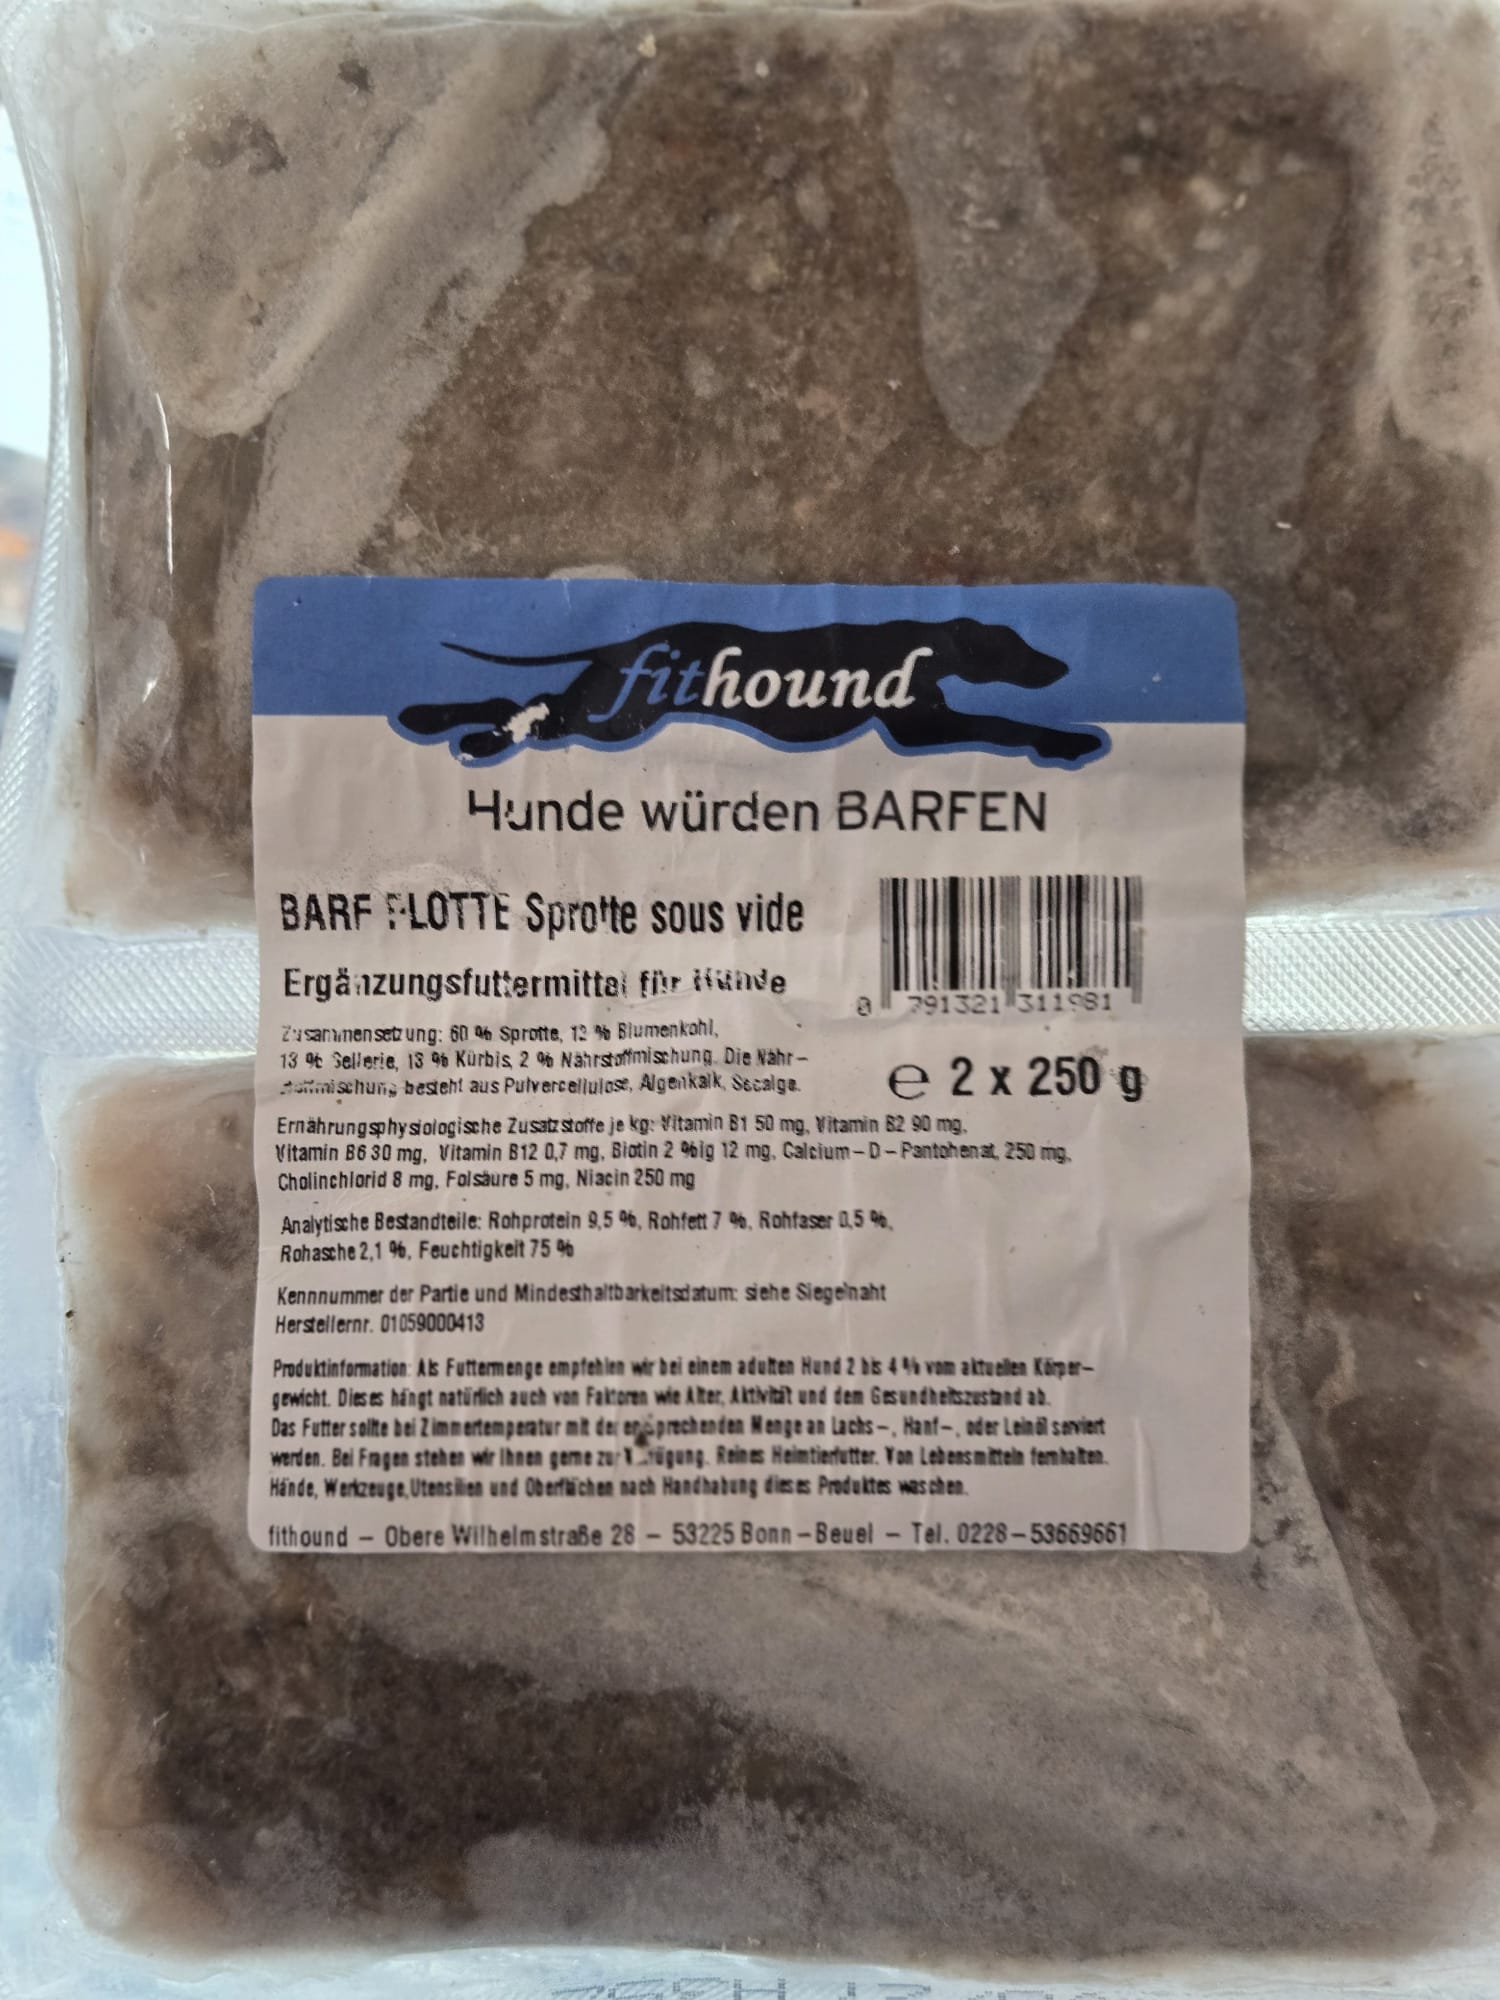 fithound
Hunde würden BARFEN
BARF FLOTTE Sprotte sous vide
Ergänzungsfuttermittel für Hunde
0 791321 311981
Zusammensetzung: 60 % Sprotte, 12 % Blumenkohl,
13 % Sellerie, 13 % Kürbis, 2 % Nährstoffmischung. Die Nähr-
stoffmischung besteht aus Pulvercellulose, Algenkalk, Seealge.
e 2 x 250 g
Ernährungsphysiologische Zusatzstoffe je kg: Vitamin B1 50 mg, Vitamin B2 90 mg,
Vitamin B6 30 mg, Vitamin B12 0,7 mg, Biotin 2 %ig 12 mg, Calcium-D-Pantohenat, 250 mg,
Cholinchlorid 8 mg, Folsäure 5 mg, Niacin 250 mg
Analytische Bestandteile: Rohprotein 9,5 %, Rohfett 7 %, Rohfaser 0,5 %,
Rohasche 2,1 %, Feuchtigkeit 75 %
Kennnummer der Partie und Mindesthaltbarkeitsdatum: siehe Siegelnaht
Herstellernr. 01059000413
Produktinformation: Als Futtermenge empfehlen wir bei einem adulten Hund 2 bis 4 % vom aktuellen Körper-
gewicht. Dieses hängt natürlich auch von Faktoren wie Alter, Aktivität und dem Gesundheitszustand ab.
Das Futter sollte bei Zimmertemperatur mit der entsprechenden Menge an Lachs-, Hanf-, oder Leinöl serviert
werden. Bei Fragen stehen wir Ihnen gerne zur Verfügung. Reines Heimtierfutter. Von Lebensmitteln fernhalten.
Hände, Werkzeuge, Utensilien und Oberflächen nach Handhabung dieses Produktes waschen.
fithound - Obere Wilhelmstraße 28 - 53225 Bonn-Beuel - Tel. 0228-53669661